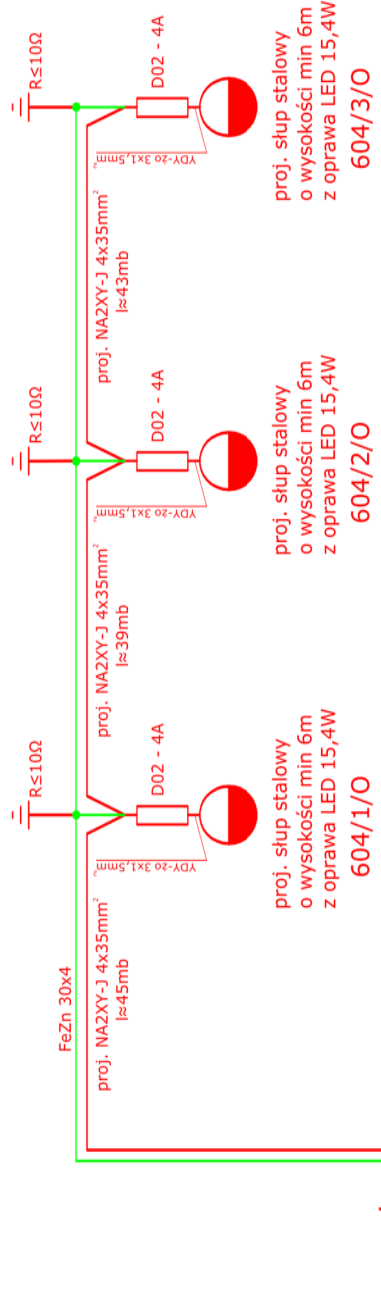 FeZn 30x4
R≤10Ω
R≤10Ω
R≤10Ω
proj. NA2XY-J 4x35mm²
l≈45mb
proj. NA2XY-J 4x35mm²
l≈39mb
proj. NA2XY-J 4x35mm²
l≈43mb
YDY-żo 3x1,5mm²
D02 - 4A
YDY-żo 3x1,5mm²
D02 - 4A
YDY-żo 3x1,5mm²
D02 - 4A
proj. słup stalowy
o wysokości min 6m
z oprawa LED 15,4W
604/1/O
proj. słup stalowy
o wysokości min 6m
z oprawa LED 15,4W
604/2/O
proj. słup stalowy
o wysokości min 6m
z oprawa LED 15,4W
604/3/O